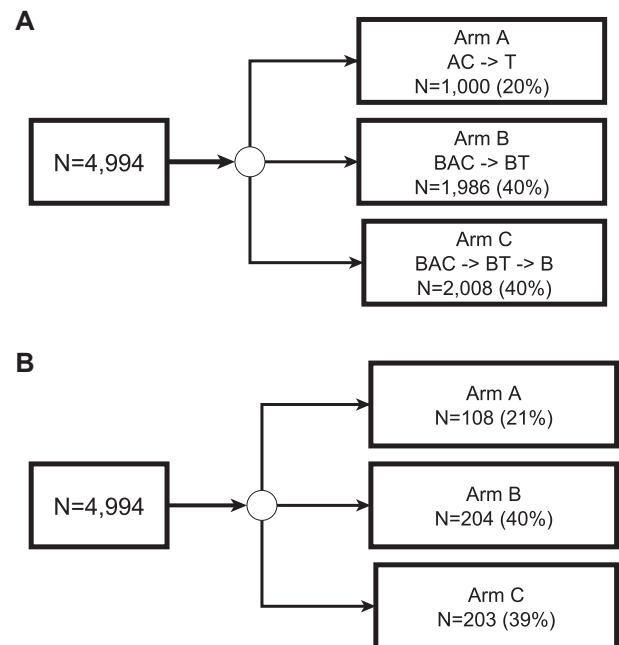 A
N=4,994
Arm A
AC -> T
N=1,000 (20%)
Arm B
BAC -> BT
N=1,986 (40%)
Arm C
BAC -> BT -> B
N=2,008 (40%)
B
N=4,994
Arm A
N=108 (21%)
Arm B
N=204 (40%)
Arm C
N=203 (39%)